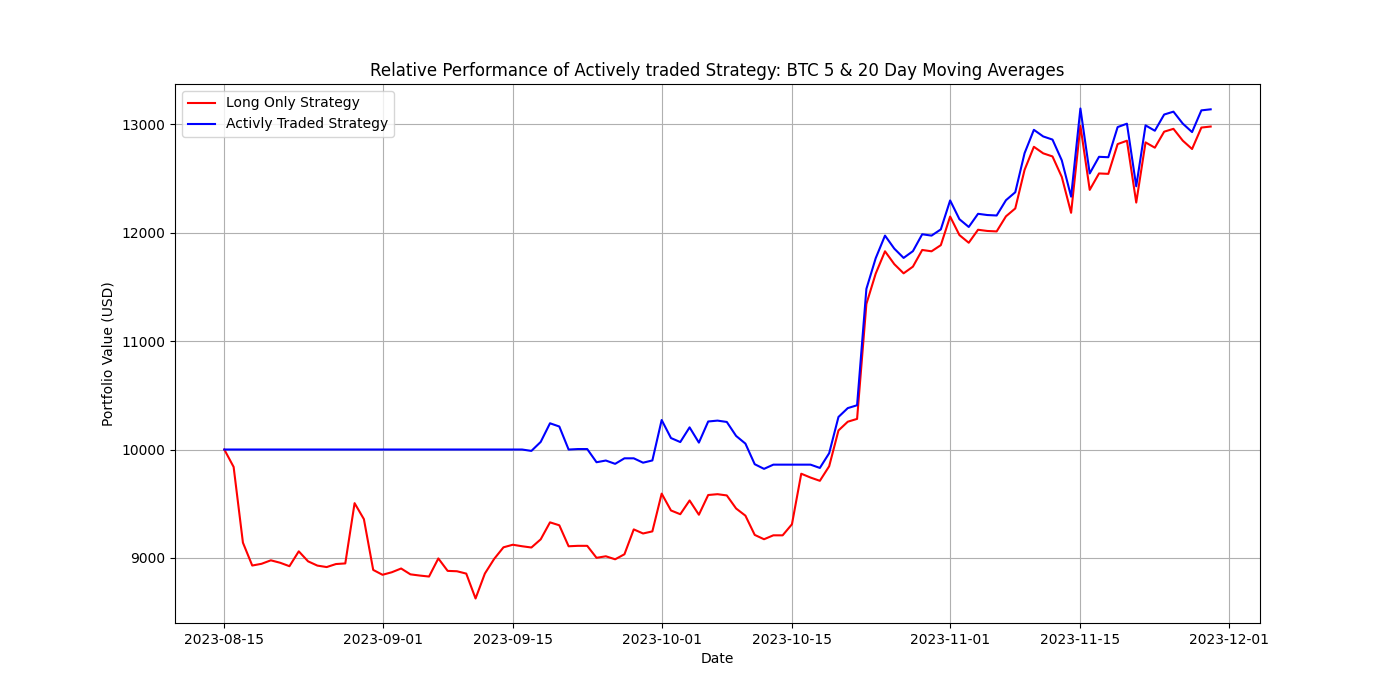 Relative Performance of Actively traded Strategy: BTC 5 & 20 Day Moving Averages
Long Only Strategy
Activly Traded Strategy
Portfolio Value (USD)
13000
12000
11000
10000
9000
2023-08-15
2023-09-01
2023-09-15
2023-10-01
2023-10-15
2023-11-01
2023-11-15
2023-12-01
Date